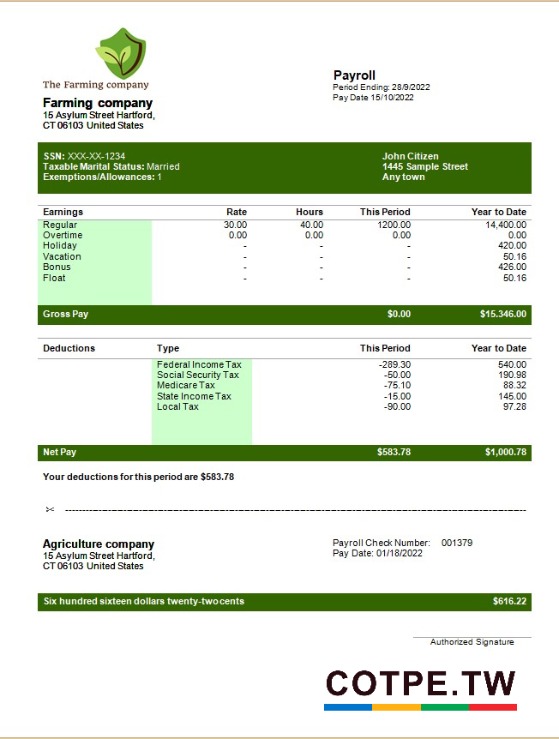 The Farming company
Farming company
15 Asylum Street Hartford,
CT 06103 United States
Payroll
Period Ending: 28/9/2022
Pay Date 15/10/2022
SSN: XXX-XX-1234
Taxable Marital Status: Married
Exemptions/Allowances: 1
John Citizen
1445 Sample Street
Any town
Earnings Rate Hours This Period Year to Date
Regular 30.00 40.00 1200.00 14,400.00
Overtime 0.00 0.00 0.00 0.00
Holiday - - - 420.00
Vacation - - - 50.16
Bonus - - - 426.00
Float - - - 50.16
Gross Pay $0.00 $15.346.00
Deductions Type This Period Year to Date
Federal Income Tax -289.30 540.00
Social Security Tax -50.00 190.98
Medicare Tax -75.10 88.32
State Income Tax -15.00 145.00
Local Tax -90.00 97.28
Net Pay $583.78 $1,000.78
Your deductions for this period are $583.78
Agriculture company
15 Asylum Street Hartford,
CT 06103 United States
Payroll Check Number: 001379
Pay Date: 01/18/2022
Six hundred sixteen dollars twenty-twocents $616.22
Authorized Signature
COTPE.TW